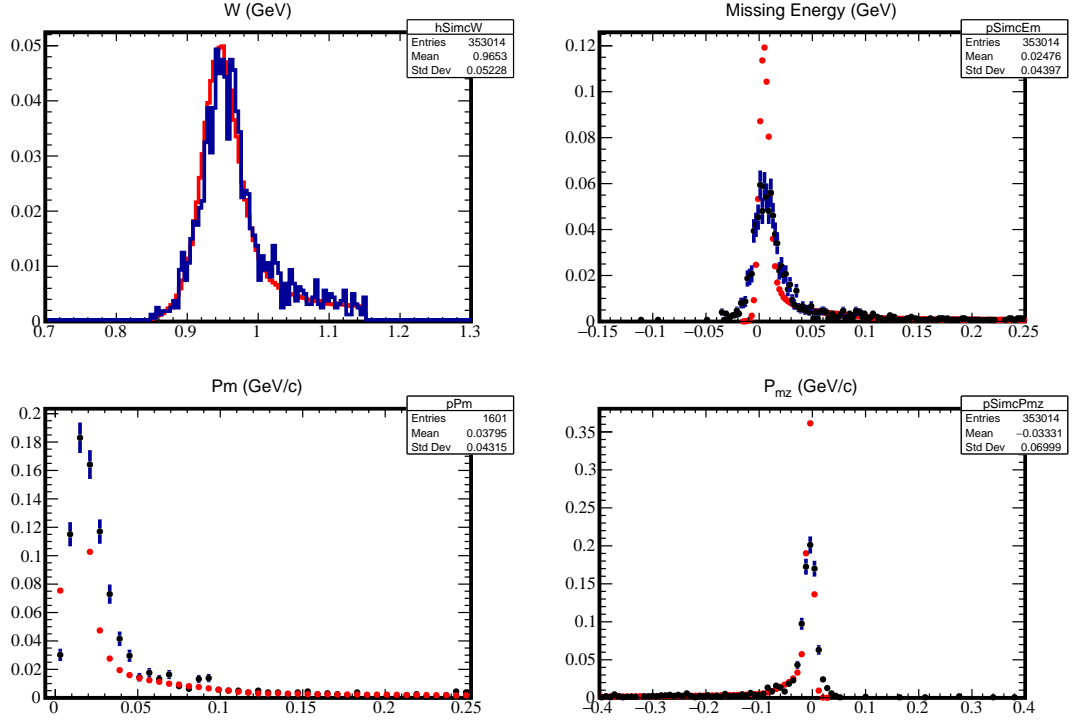 W (GeV)
hSimcW
Entries 353014
Mean 0.9653
Std Dev 0.05228
0.05
0.04
0.03
0.02
0.01
0
0.7 0.8 0.9 1 1.1 1.2 1.3
Missing Energy (GeV)
pSimcEm
Entries 353014
Mean 0.02476
Std Dev 0.04397
0.12
0.1
0.08
0.06
0.04
0.02
0
−0.15 −0.1 −0.05 0 0.05 0.1 0.15 0.2 0.25
Pm (GeV/c)
pPm
Entries 1601
Mean 0.03795
Std Dev 0.04315
0.2
0.18
0.16
0.14
0.12
0.1
0.08
0.06
0.04
0.02
0
0 0.05 0.1 0.15 0.2 0.25
Pmz (GeV/c)
pSimcPmz
Entries 353014
Mean −0.03331
Std Dev 0.06999
0.35
0.3
0.25
0.2
0.15
0.1
0.05
0
−0.4 −0.3 −0.2 −0.1 0 0.1 0.2 0.3 0.4